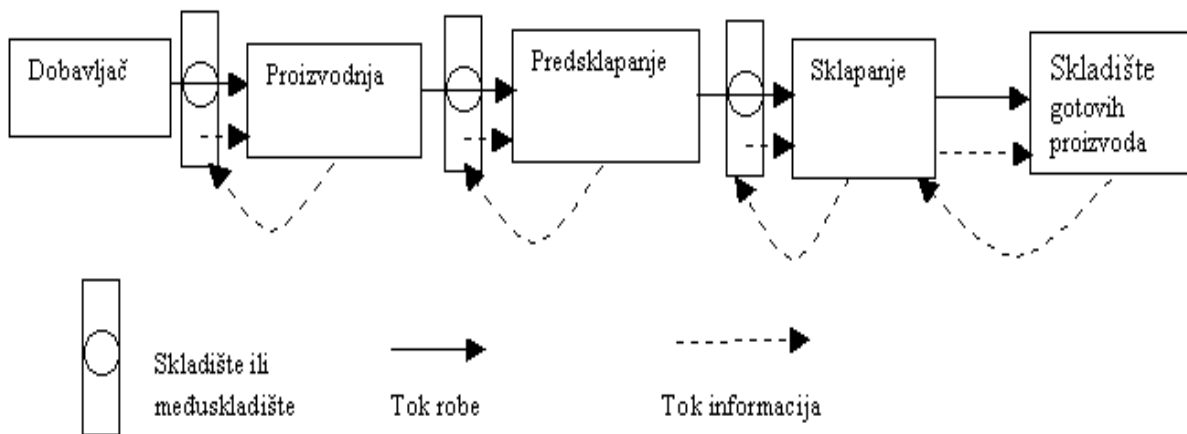 Dobavljač
Proizvodnja
Predsklapanje
Sklapanje
Skladište
gotovih
proizvoda
Skladište ili
međuskladište
Tok robe
Tok informacija